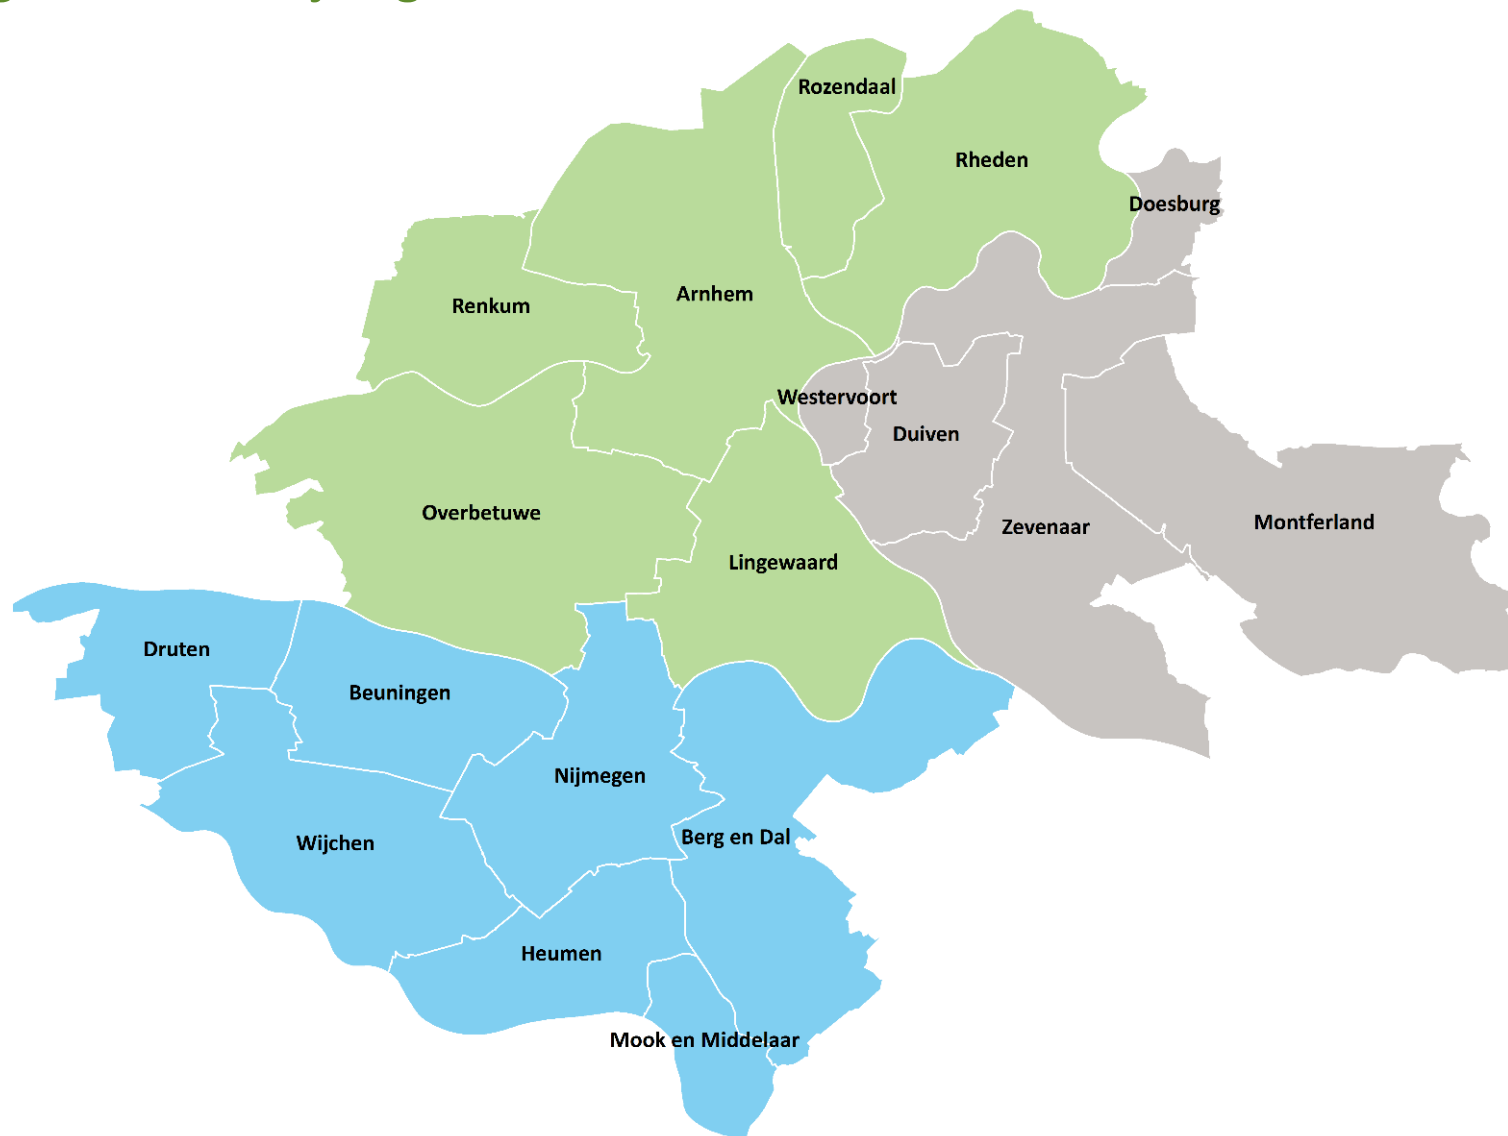 Rozendaal
Rheden
Doesburg
Arnhem
Renkum
Westervoort
Duiven
Overbetuwe
Montferland
Zevenaar
Lingewaard
Druten
Beuningen
Nijmegen
Berg en Dal
Wijchen
Heumen
Mook en Middelaar